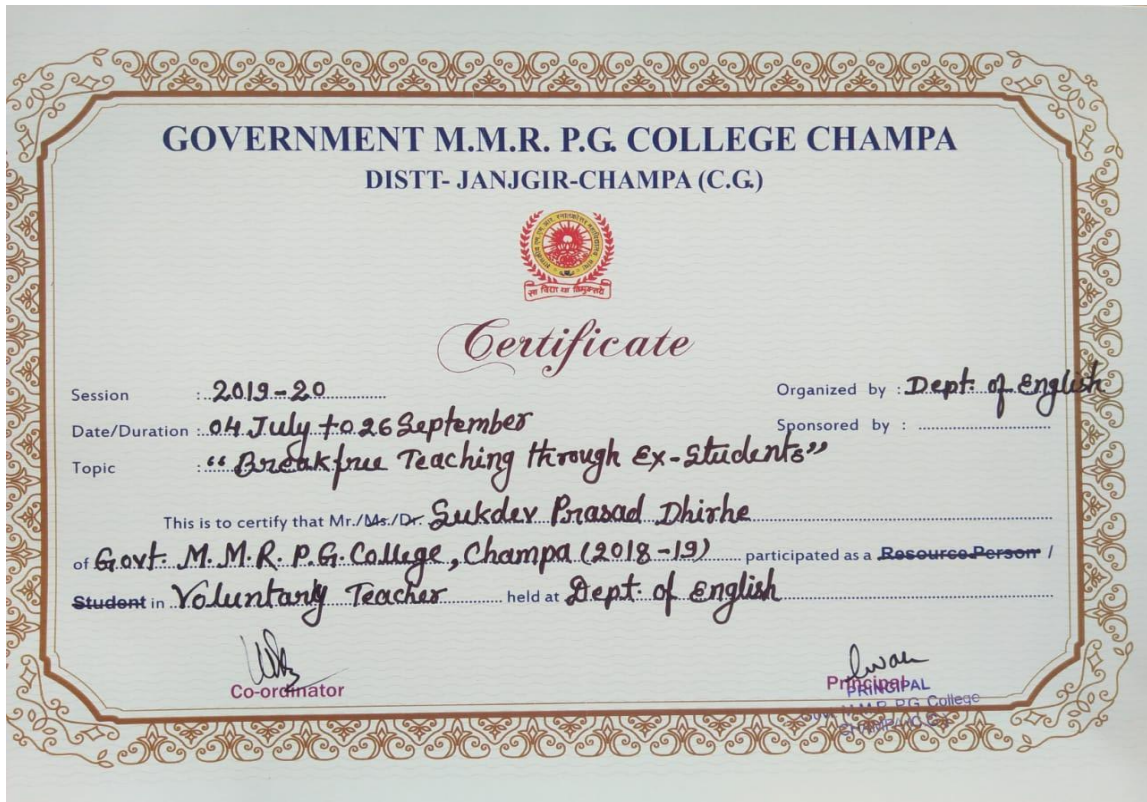 GOVERNMENT M.M.R. P.G. COLLEGE CHAMPA
DISTT- JANJGIR-CHAMPA (C.G.)
सा विद्या या विमुक्तये
Certificate
Session : 2019-20
Organized by : Dept. of English
Date/Duration : 04 July to 26 September
Sponsored by :
Topic : "Breakfree Teaching through Ex-Students"
This is to certify that Mr./Ms./Dr. Sukdev Prasad Dhirhe
of Govt. M.M.R. P.G. College, Champa (2018-19) participated as a Resource Person /
Student in Voluntary Teacher held at Dept. of English
Co-ordinator
Principal
PRINCIPAL
Govt M.M.R. P.G. College